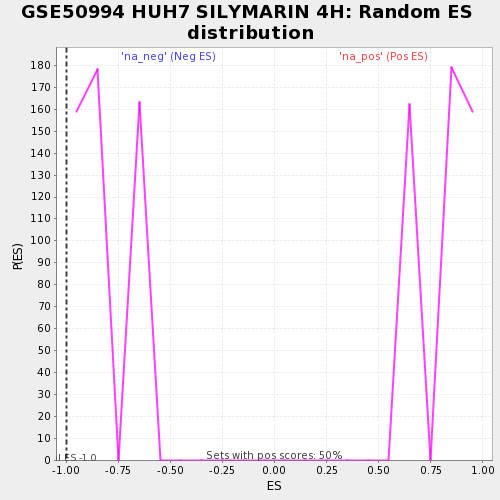 GSE50994 HUH7 SILYMARIN 4H: Random ES
distribution
'na_neg' (Neg ES)
'na_pos' (Pos ES)
180
170
160
150
140
130
120
110
100
90
80
70
60
50
40
30
20
10
0
P(ES)
Sets with pos scores: 50%
-1.00 -0.75 -0.50 -0.25 0.00 0.25 0.50 0.75 1.00
ES